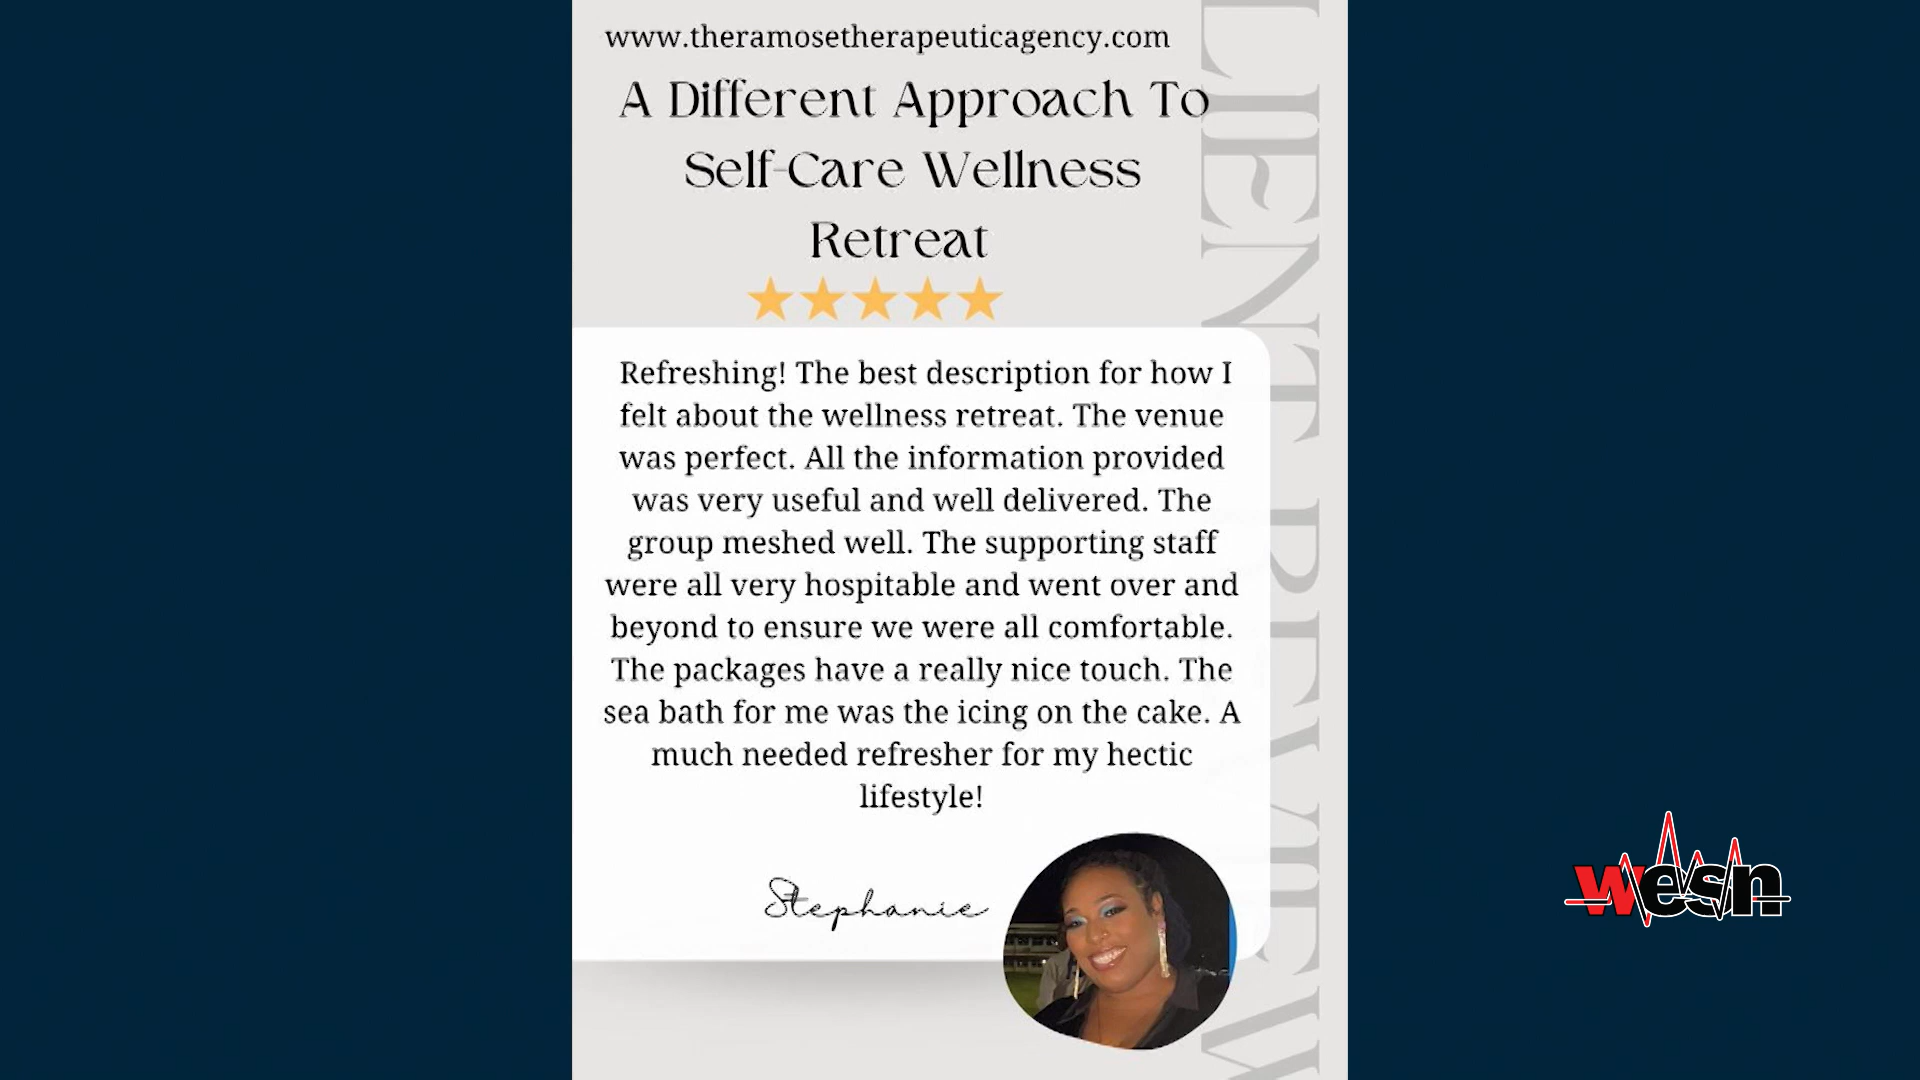 www.theramosetherapeuticagency.com
A Different Approach To
Self-Care Wellness
Retreat
Refreshing! The best description for how I
felt about the wellness retreat. The venue
was perfect. All the information provided
was very useful and well delivered. The
group meshed well. The supporting staff
were all very hospitable and went over and
beyond to ensure we were all comfortable.
The packages have a really nice touch. The
sea bath for me was the icing on the cake. A
much needed refresher for my hectic
lifestyle!
Stephanie
LIENT REVIEW
wesn